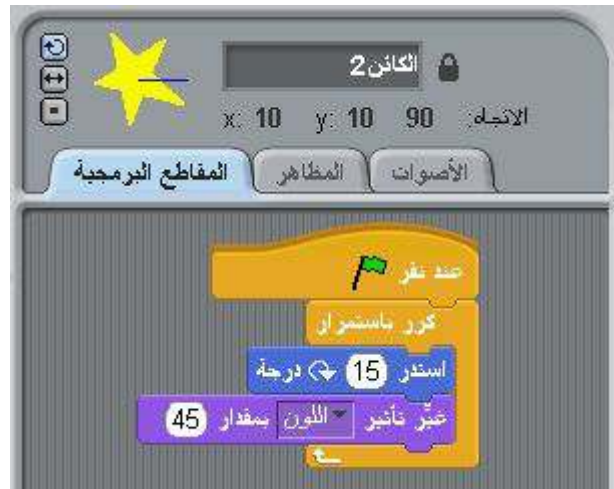 الكائن2
x: 10 y: 10 90 الاتجاه:
المقاطع البرمجية المظاهر الأصوات
عند نقر
كرر باستمرار
استدر 15 درجة
غيّر تأثير اللون بمقدار 45